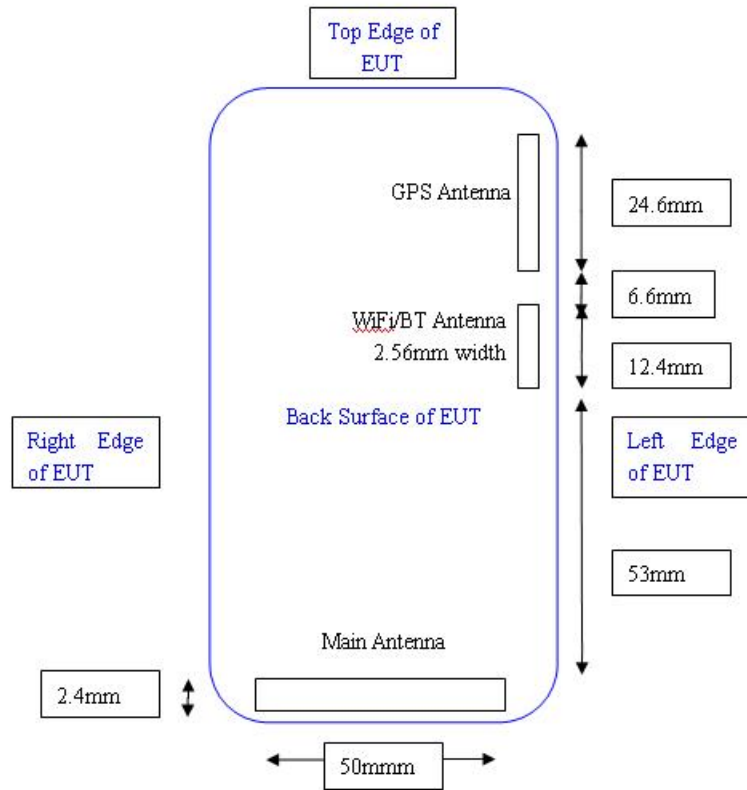 Top Edge of
EUT
GPS Antenna
24.6mm
6.6mm
WiFi/BT Antenna
2.56mm width
12.4mm
Back Surface of EUT
Right Edge
of EUT
Left Edge
of EUT
53mm
Main Antenna
2.4mm
50mmm